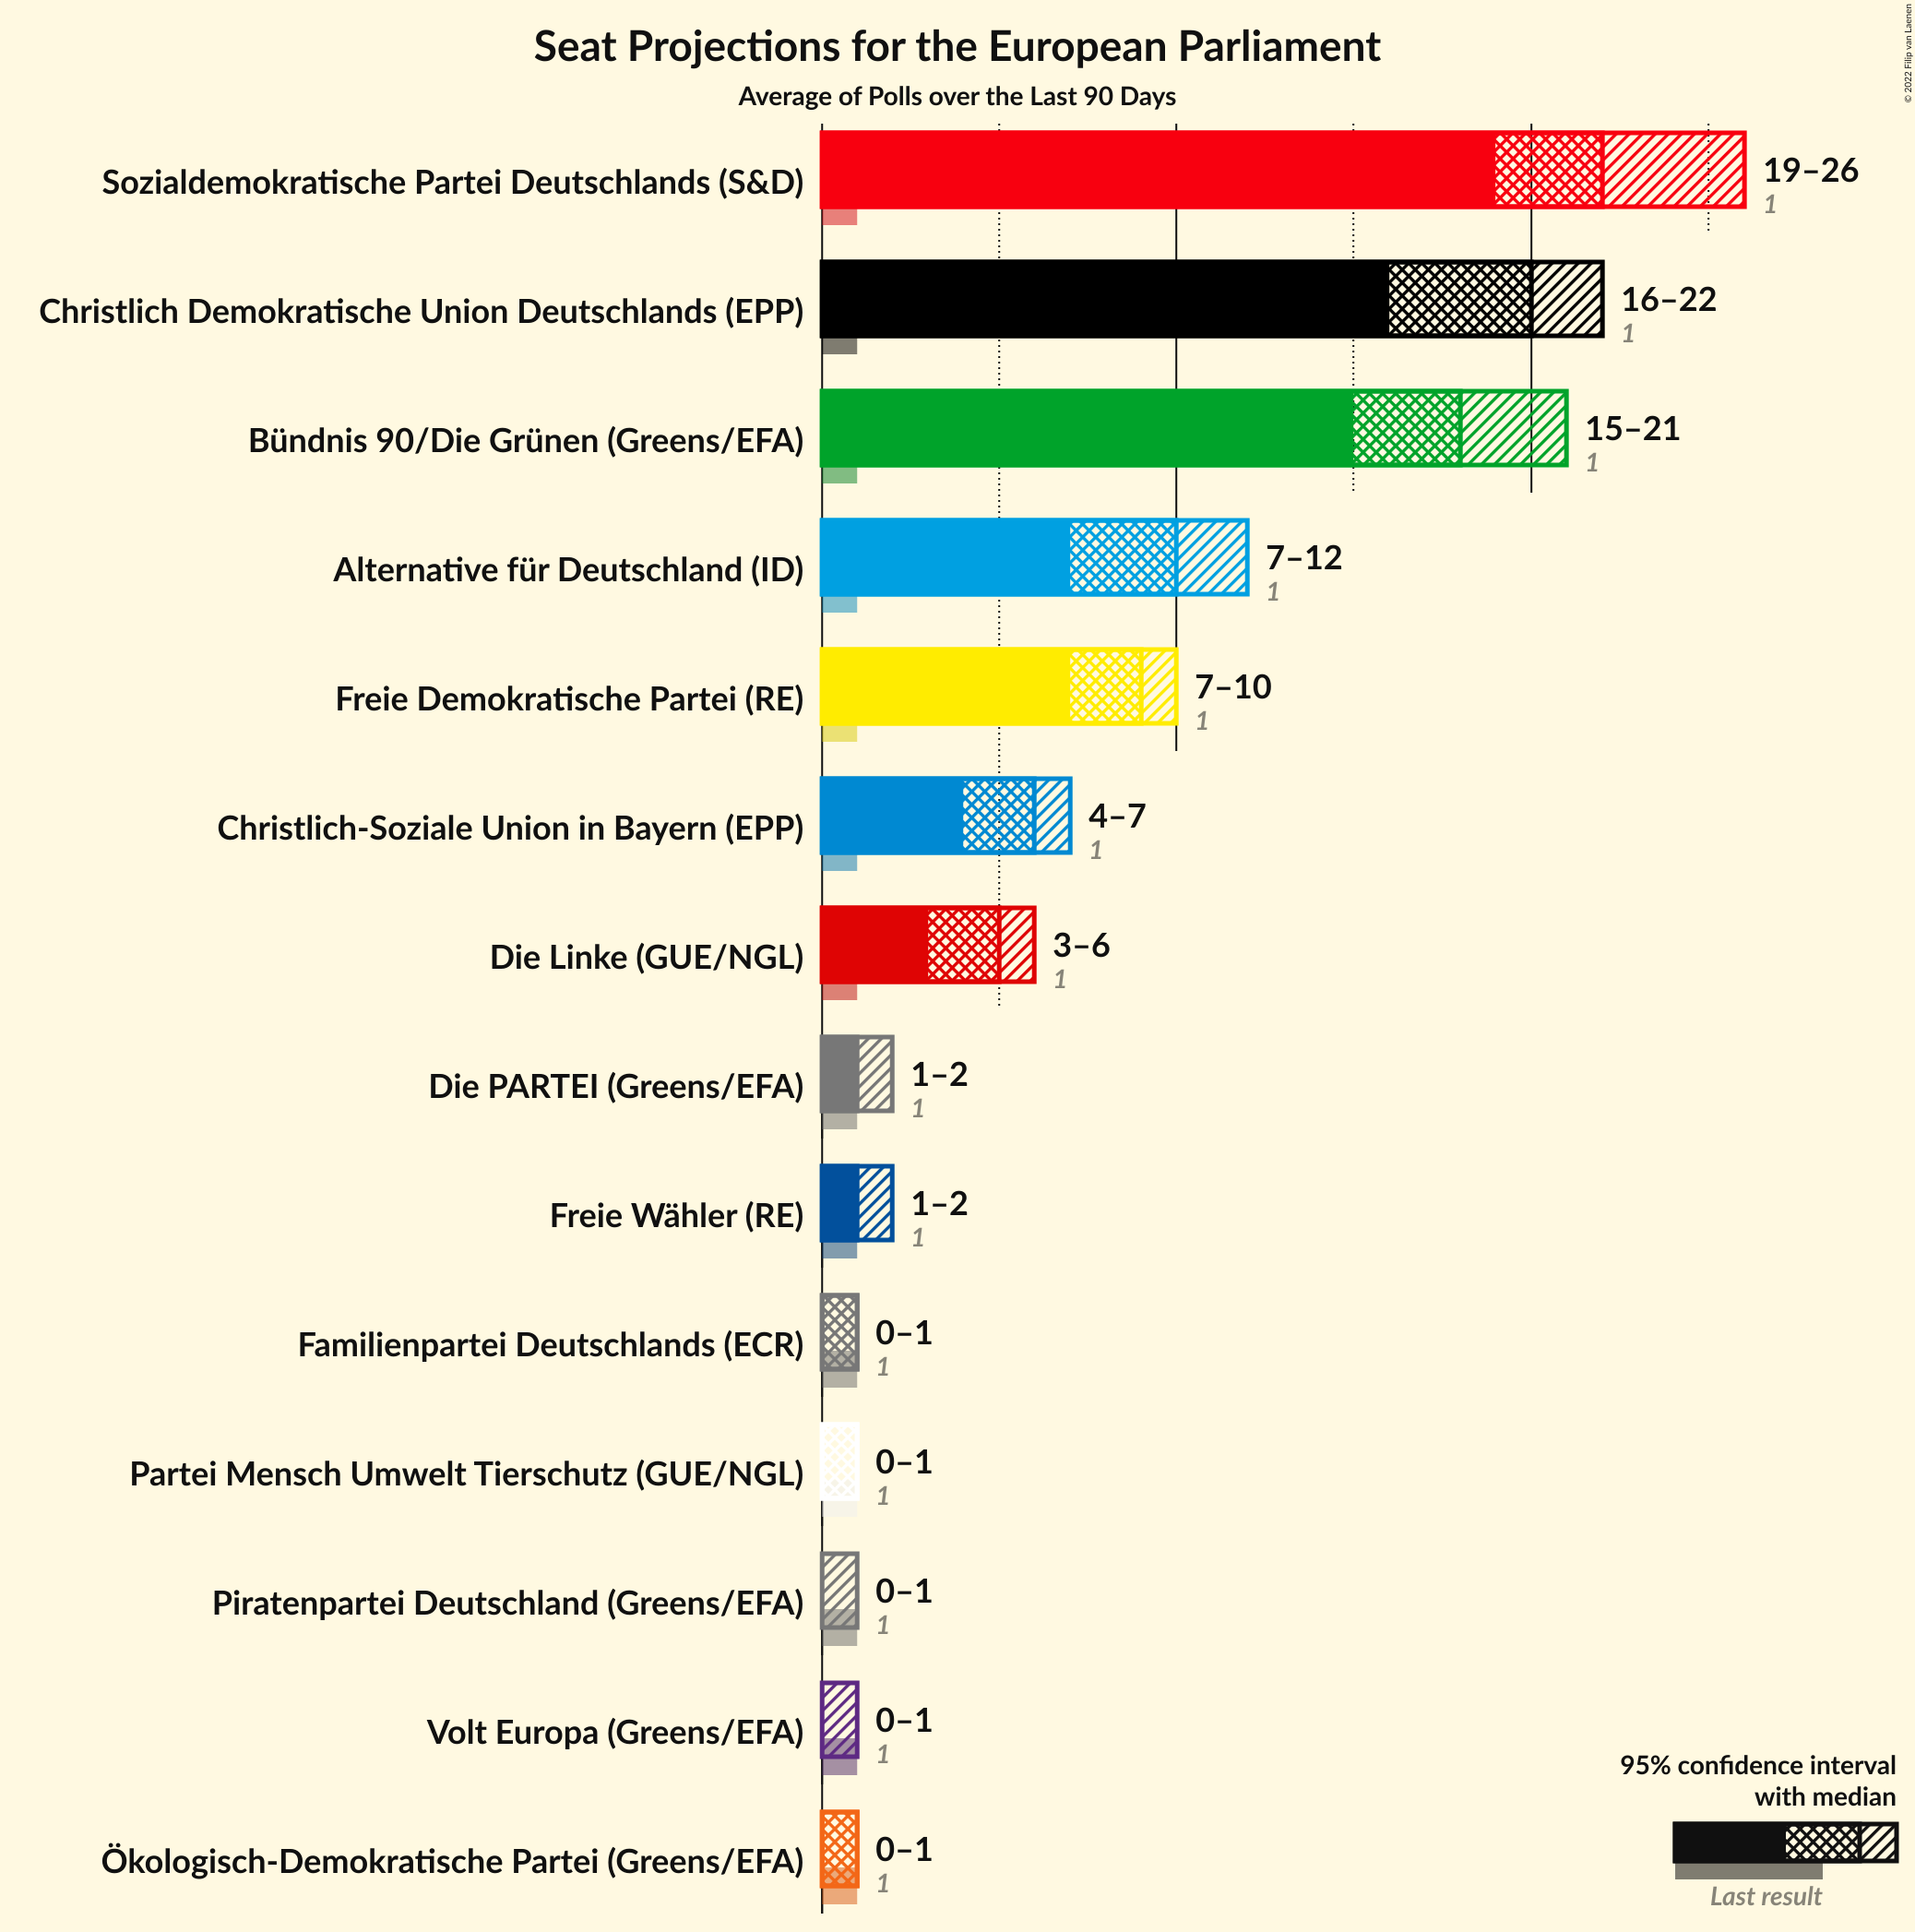 Seat Projections for the European Parliament
Average of Polls over the Last 90 Days
© 2022 Filip van Laenen
Sozialdemokratische Partei Deutschlands (S&D)
19–26
1
Christlich Demokratische Union Deutschlands (EPP)
16–22
1
Bündnis 90/Die Grünen (Greens/EFA)
15–21
1
Alternative für Deutschland (ID)
7–12
1
Freie Demokratische Partei (RE)
7–10
1
Christlich-Soziale Union in Bayern (EPP)
4–7
1
Die Linke (GUE/NGL)
3–6
1
Die PARTEI (Greens/EFA)
1–2
1
Freie Wähler (RE)
1–2
1
Familienpartei Deutschlands (ECR)
0–1
1
Partei Mensch Umwelt Tierschutz (GUE/NGL)
0–1
1
Piratenpartei Deutschland (Greens/EFA)
0–1
1
Volt Europa (Greens/EFA)
0–1
1
Ökologisch-Demokratische Partei (Greens/EFA)
0–1
1
95% confidence interval
with median
Last result